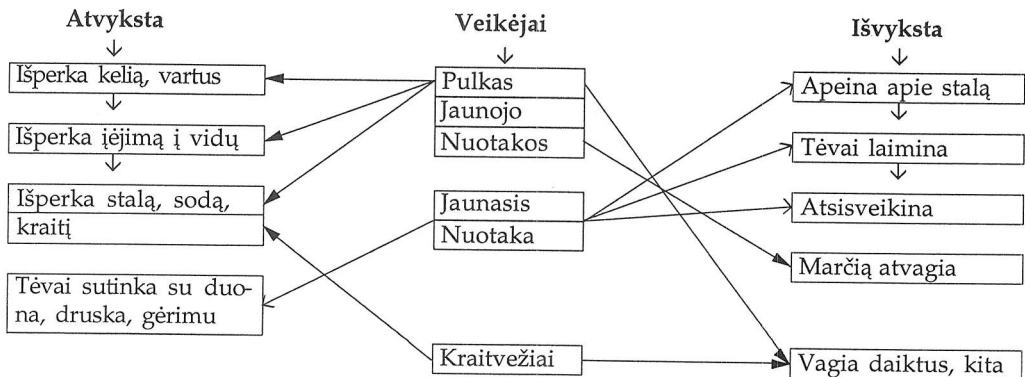 Atvyksta
Išperka kelią, vartus
Išperka įėjimą į vidų
Išperka stalą, sodą,
kraitį
Tėvai sutinka su duo-
na, druska, gėrimu
Veikėjai
Pulkas
Jaunojo
Nuotakos
Jaunasis
Nuotaka
Kraitvežiai
Išvyksta
Apeina apie stalą
Tėvai laimina
Atsisveikina
Marčią atvagia
Vagia daiktus, kita